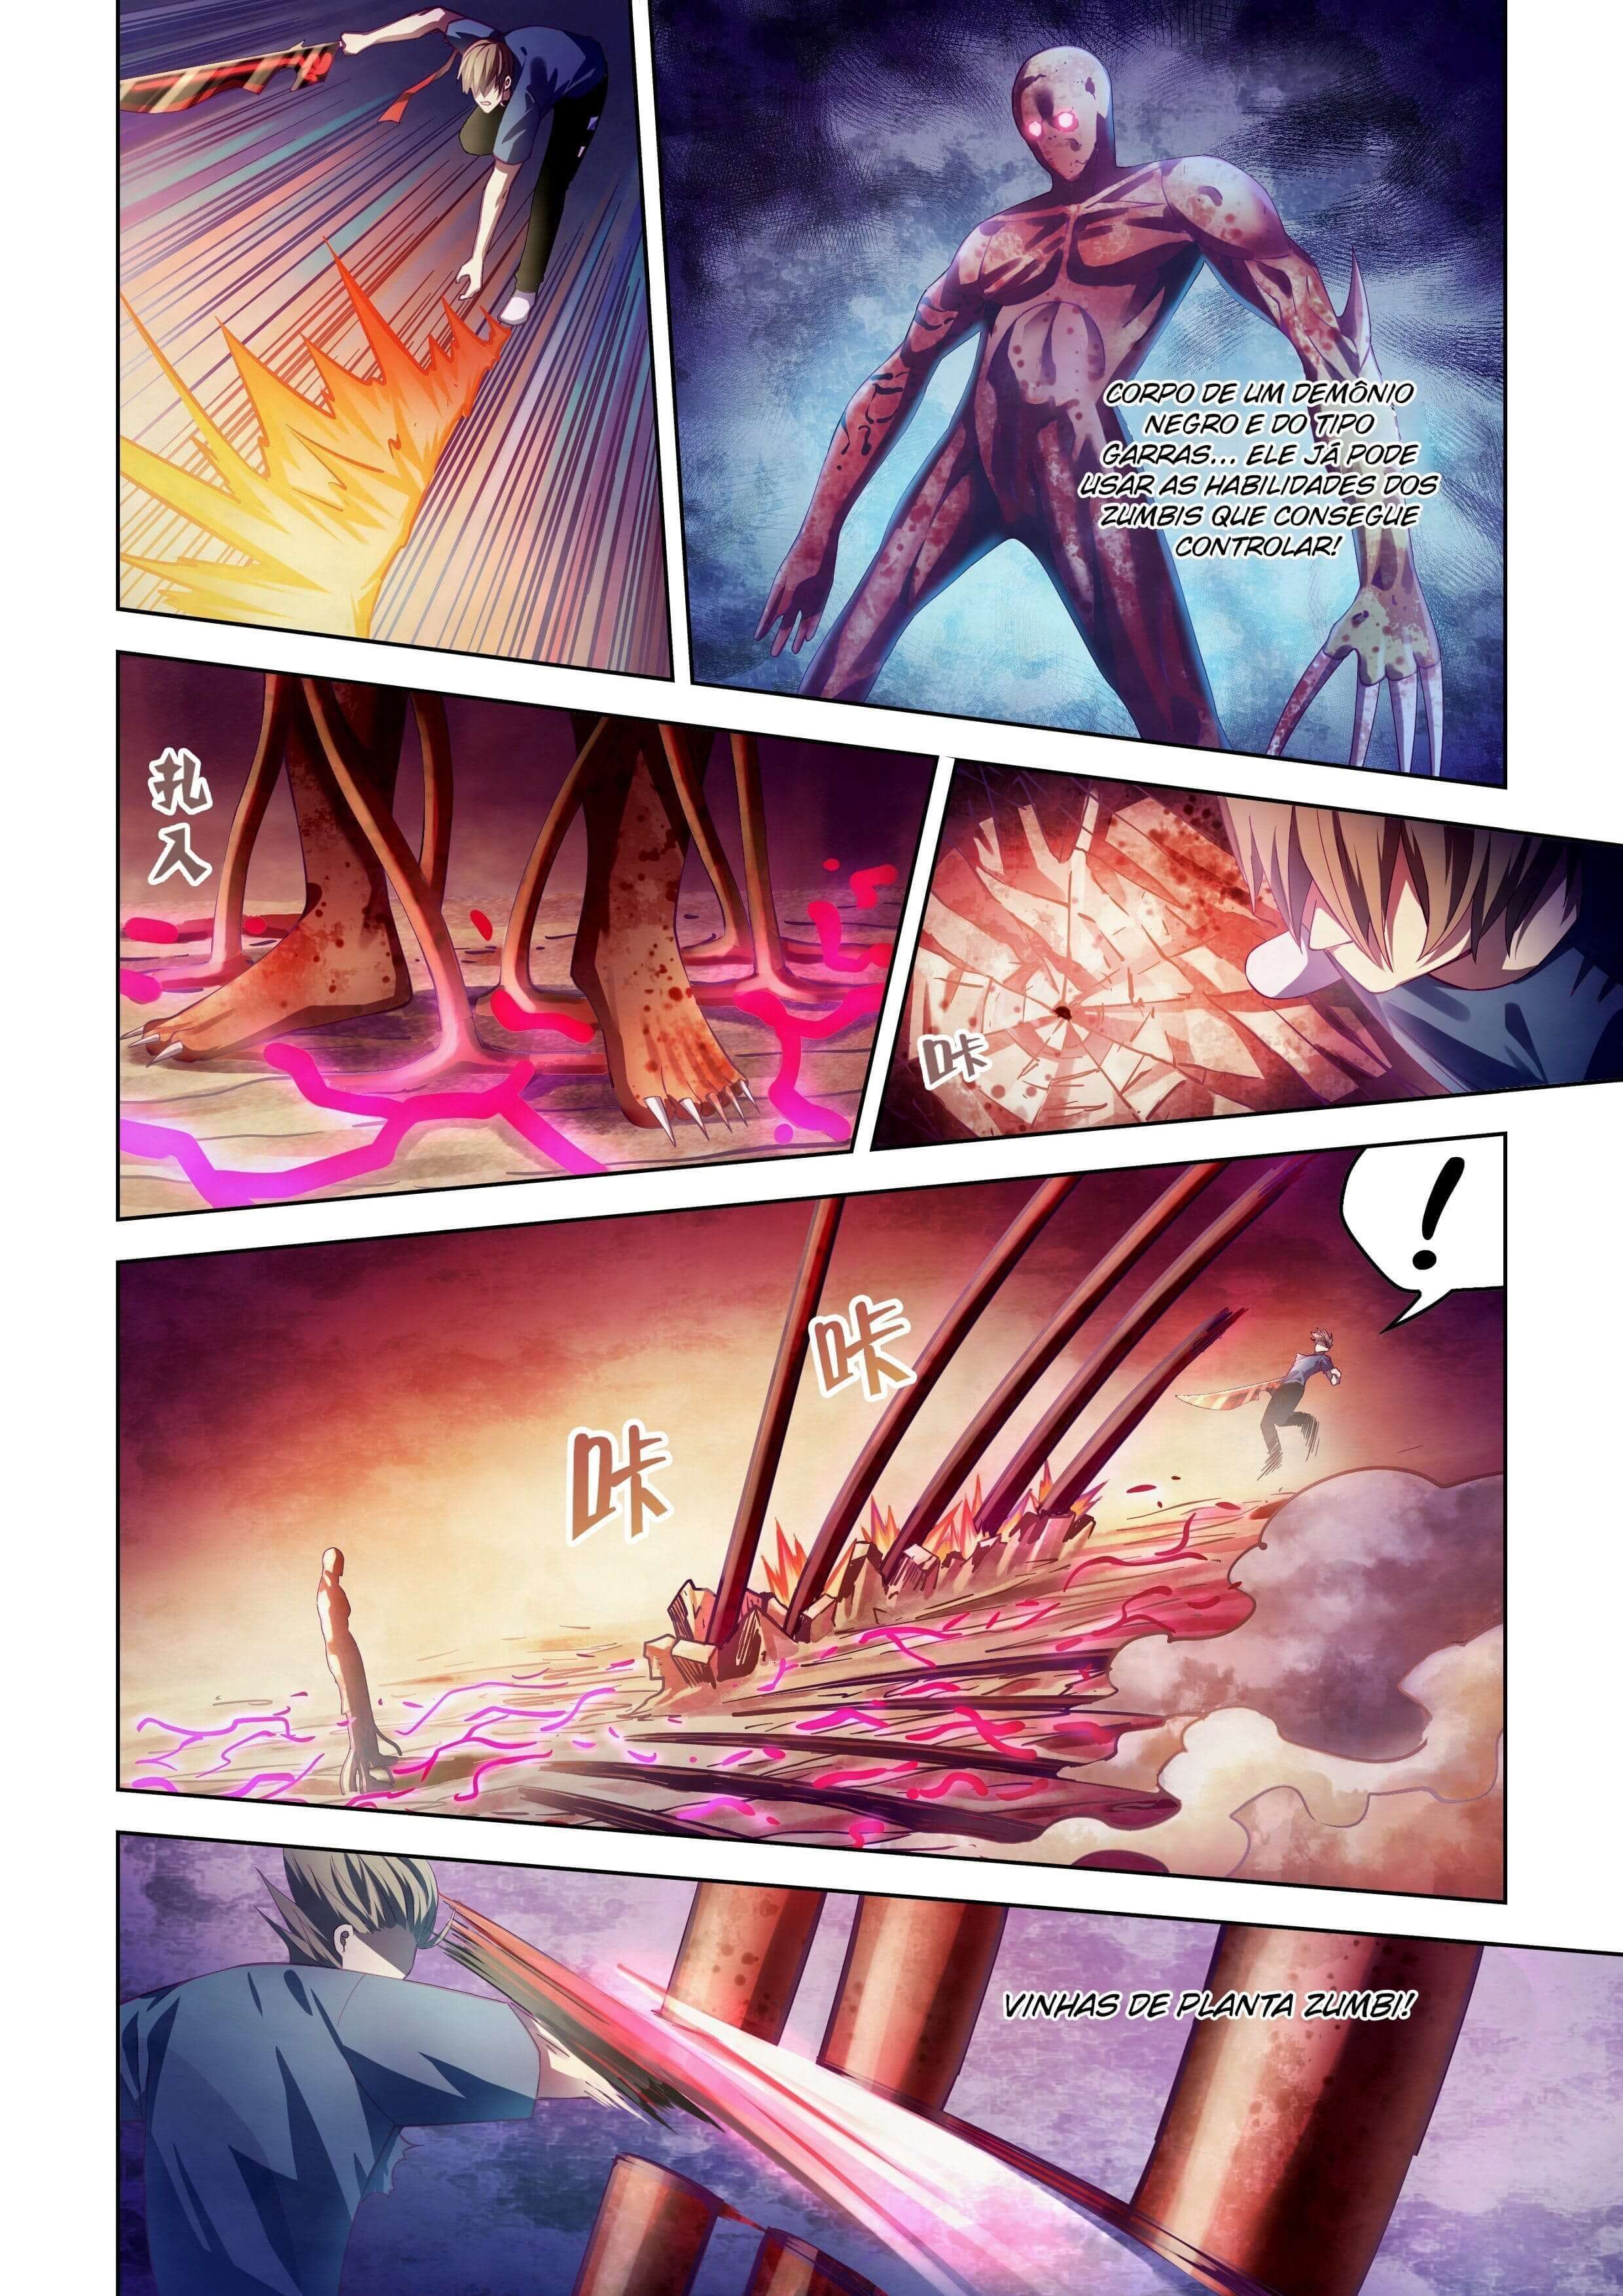 CORPO DE UM DEMÔNIO
NEGRO E DO TIPO
GARRAS... ELE JÁ PODE
USAR AS HABILIDADES DOS
ZUMBIS QUE CONSEGUE
CONTROLAR!
扎入
咔
!
咔
咔
VINHAS DE PLANTA ZUMBI!